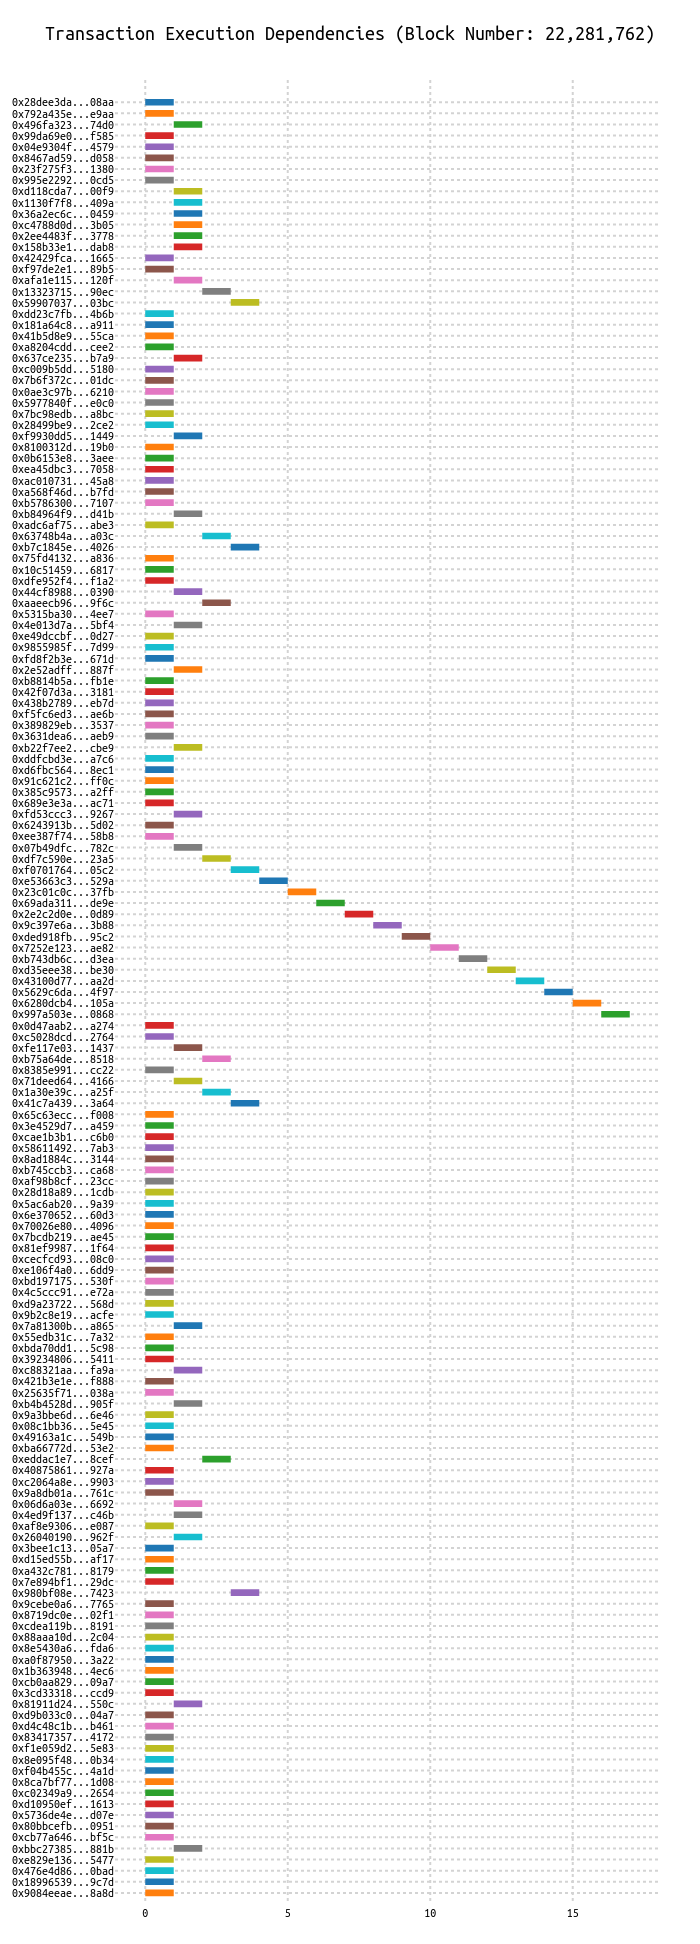 Transaction Execution Dependencies (Block Number: 22,281,762)
0x28dee3da...08aa
0x792a435e...e9aa
0x496fa323...74d0
0x99da69e0...f585
0x04e9304f...4579
0x8467ad59...d058
0x23f275f3...1380
0x995e2292...0cd5
0xd118cda7...00f9
0x1130f7f8...409a
0x36a2ec6c...0459
0xc4788d0d...3b05
0x2ee4483f...3778
0x158b33e1...dab8
0x42429fca...1665
0xf97de2e1...89b5
0xafa1e115...120f
0x13323715...90ec
0x59907037...03bc
0xdd23c7fb...4b6b
0x181a64c8...a911
0x41b5d8e9...55ca
0xa8204cdd...cee2
0x637ce235...b7a9
0xc009b5dd...5180
0x7b6f372c...01dc
0x0ae3c97b...6210
0x5977840f...e0c0
0x7bc98edb...a8bc
0x28499be9...2ce2
0xf9930dd5...1449
0x8100312d...19b0
0x0b6153e8...3aee
0xea45dbc3...7058
0xac010731...45a8
0xa568f46d...b7fd
0xb5786300...7107
0xb84964f9...d41b
0xadc6af75...abe3
0x63748b4a...a03c
0xb7c1845e...4026
0x75fd4132...a836
0x10c51459...6817
0xdfe952f4...f1a2
0x44cf8988...0390
0xaaeecb96...9f6c
0x5315ba30...4ee7
0x4e013d7a...5bf4
0xe49dccbf...0d27
0x9855985f...7d99
0xfd8f2b3e...671d
0x2e52adff...887f
0xb8814b5a...fb1e
0x42f07d3a...3181
0x438b2789...eb7d
0xf5fc6ed3...ae6b
0x389829eb...3537
0x3631dea6...aeb9
0xb22f7ee2...cbe9
0xddfcbd3e...a7c6
0xd6fbc564...8ec1
0x91c621c2...ff0c
0x385c9573...a2ff
0x689e3e3a...ac71
0xfd53ccc3...9267
0x6243913b...5d02
0xee387f74...58b8
0x07b49dfc...782c
0xdf7c590e...23a5
0xf0701764...05c2
0xe53663c3...529a
0x23c01c0c...37fb
0x69ada311...de9e
0x2e2c2d0e...0d89
0x9c397e6a...3b88
0xded918fb...95c2
0x7252e123...ae82
0xb743db6c...d3ea
0xd35eee38...be30
0x43100d77...aa2d
0x5629c6da...4f97
0x6280dcb4...105a
0x997a503e...0868
0x0d47aab2...a274
0xc5028dcd...2764
0xfe117e03...1437
0xb75a64de...8518
0x8385e991...cc22
0x71deed64...4166
0x1a30e39c...a25f
0x41c7a439...3a64
0x65c63ecc...f008
0x3e4529d7...a459
0xcae1b3b1...c6b0
0x58611492...7ab3
0x8ad1884c...3144
0xb745ccb3...ca68
0xaf98b8cf...23cc
0x28d18a89...1cdb
0x5ac6ab20...9a39
0x6e370652...60d3
0x70026e80...4096
0x7bcdb219...ae45
0x81ef9987...1f64
0xcecfcd93...08c0
0xe106f4a0...6dd9
0xbd197175...530f
0x4c5ccc91...e72a
0xd9a23722...568d
0x9b2c8e19...acfe
0x7a81300b...a865
0x55edb31c...7a32
0xbda70dd1...5c98
0x39234806...5411
0xc88321aa...fa9a
0x421b3e1e...f888
0x25635f71...038a
0xb4b4528d...905f
0x9a3bbe6d...6e46
0x08c1bb36...5e45
0x49163a1c...549b
0xba66772d...53e2
0xeddac1e7...8cef
0x40875861...927a
0xc2064a8e...9903
0x9a8db01a...761c
0x06d6a03e...6692
0x4ed9f137...c46b
0xaf8e9306...e087
0x26040190...962f
0x3bee1c13...05a7
0xd15ed55b...af17
0xa432c781...8179
0x7e894bf1...29dc
0x980bf08e...7423
0x9cebe0a6...7765
0x8719dc0e...02f1
0xcdea119b...8191
0x88aaa10d...2c04
0x8e5430a6...fda6
0xa0f87950...3a22
0x1b363948...4ec6
0xcb0aa829...09a7
0x3cd33318...ccd9
0x81911d24...550c
0xd9b033c0...04a7
0xd4c48c1b...b461
0x83417357...4172
0xf1e059d2...5e83
0x8e095f48...0b34
0xf04b455c...4a1d
0x8ca7bf77...1d08
0xc02349a9...2654
0xd10950ef...1613
0x5736de4e...d07e
0x80bbcefb...0951
0xcb77a646...bf5c
0xbbc27385...881b
0xe829e136...5477
0x476e4d86...0bad
0x18996539...9c7d
0x9084eeae...8a8d
0 5 10 15